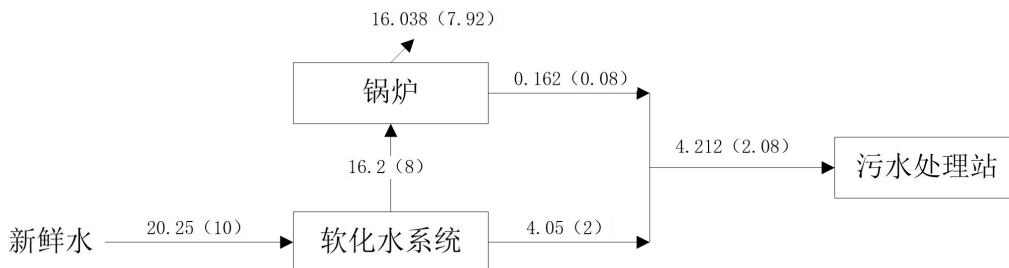 16.038（7.92）
锅炉
0.162（0.08）
16.2（8）
4.212（2.08）
污水处理站
新鲜水
20.25（10）
软化水系统
4.05（2）